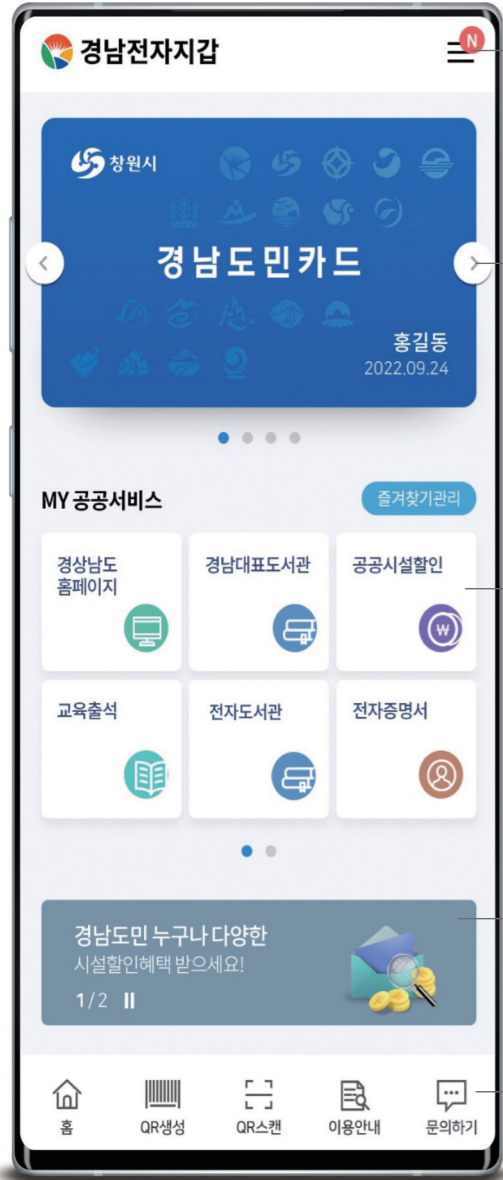 경남전자지갑
N
창원시
경남도민카드
홍길동
2022.09.24
MY 공공서비스
즐겨찾기관리
경상남도
홈페이지
경남대표도서관
공공시설할인
교육출석
전자도서관
전자증명서
경남도민 누구나 다양한
시설할인혜택 받으세요!
1/2
홈
QR생성
QR스캔
이용안내
문의하기